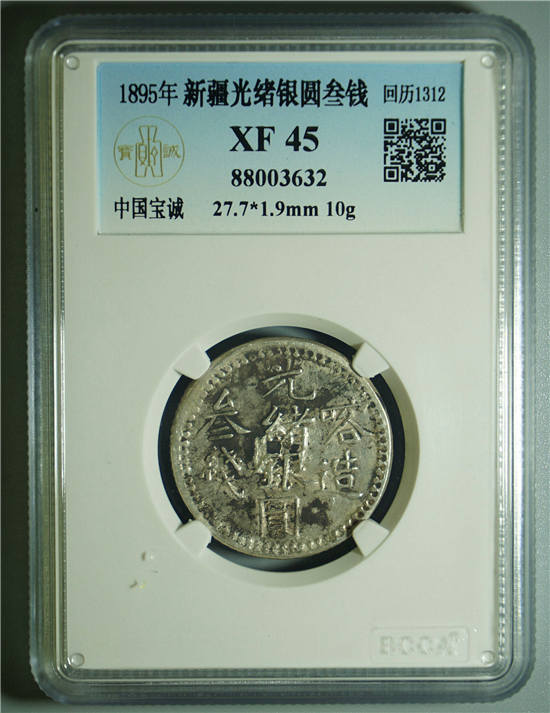 1895年 新疆光绪银圆叁钱 回历1312
寶 誠
XF 45
88003632
中国宝诚 27.7*1.9mm 10g
光緒銀圓
喀造
叁錢
BCCA